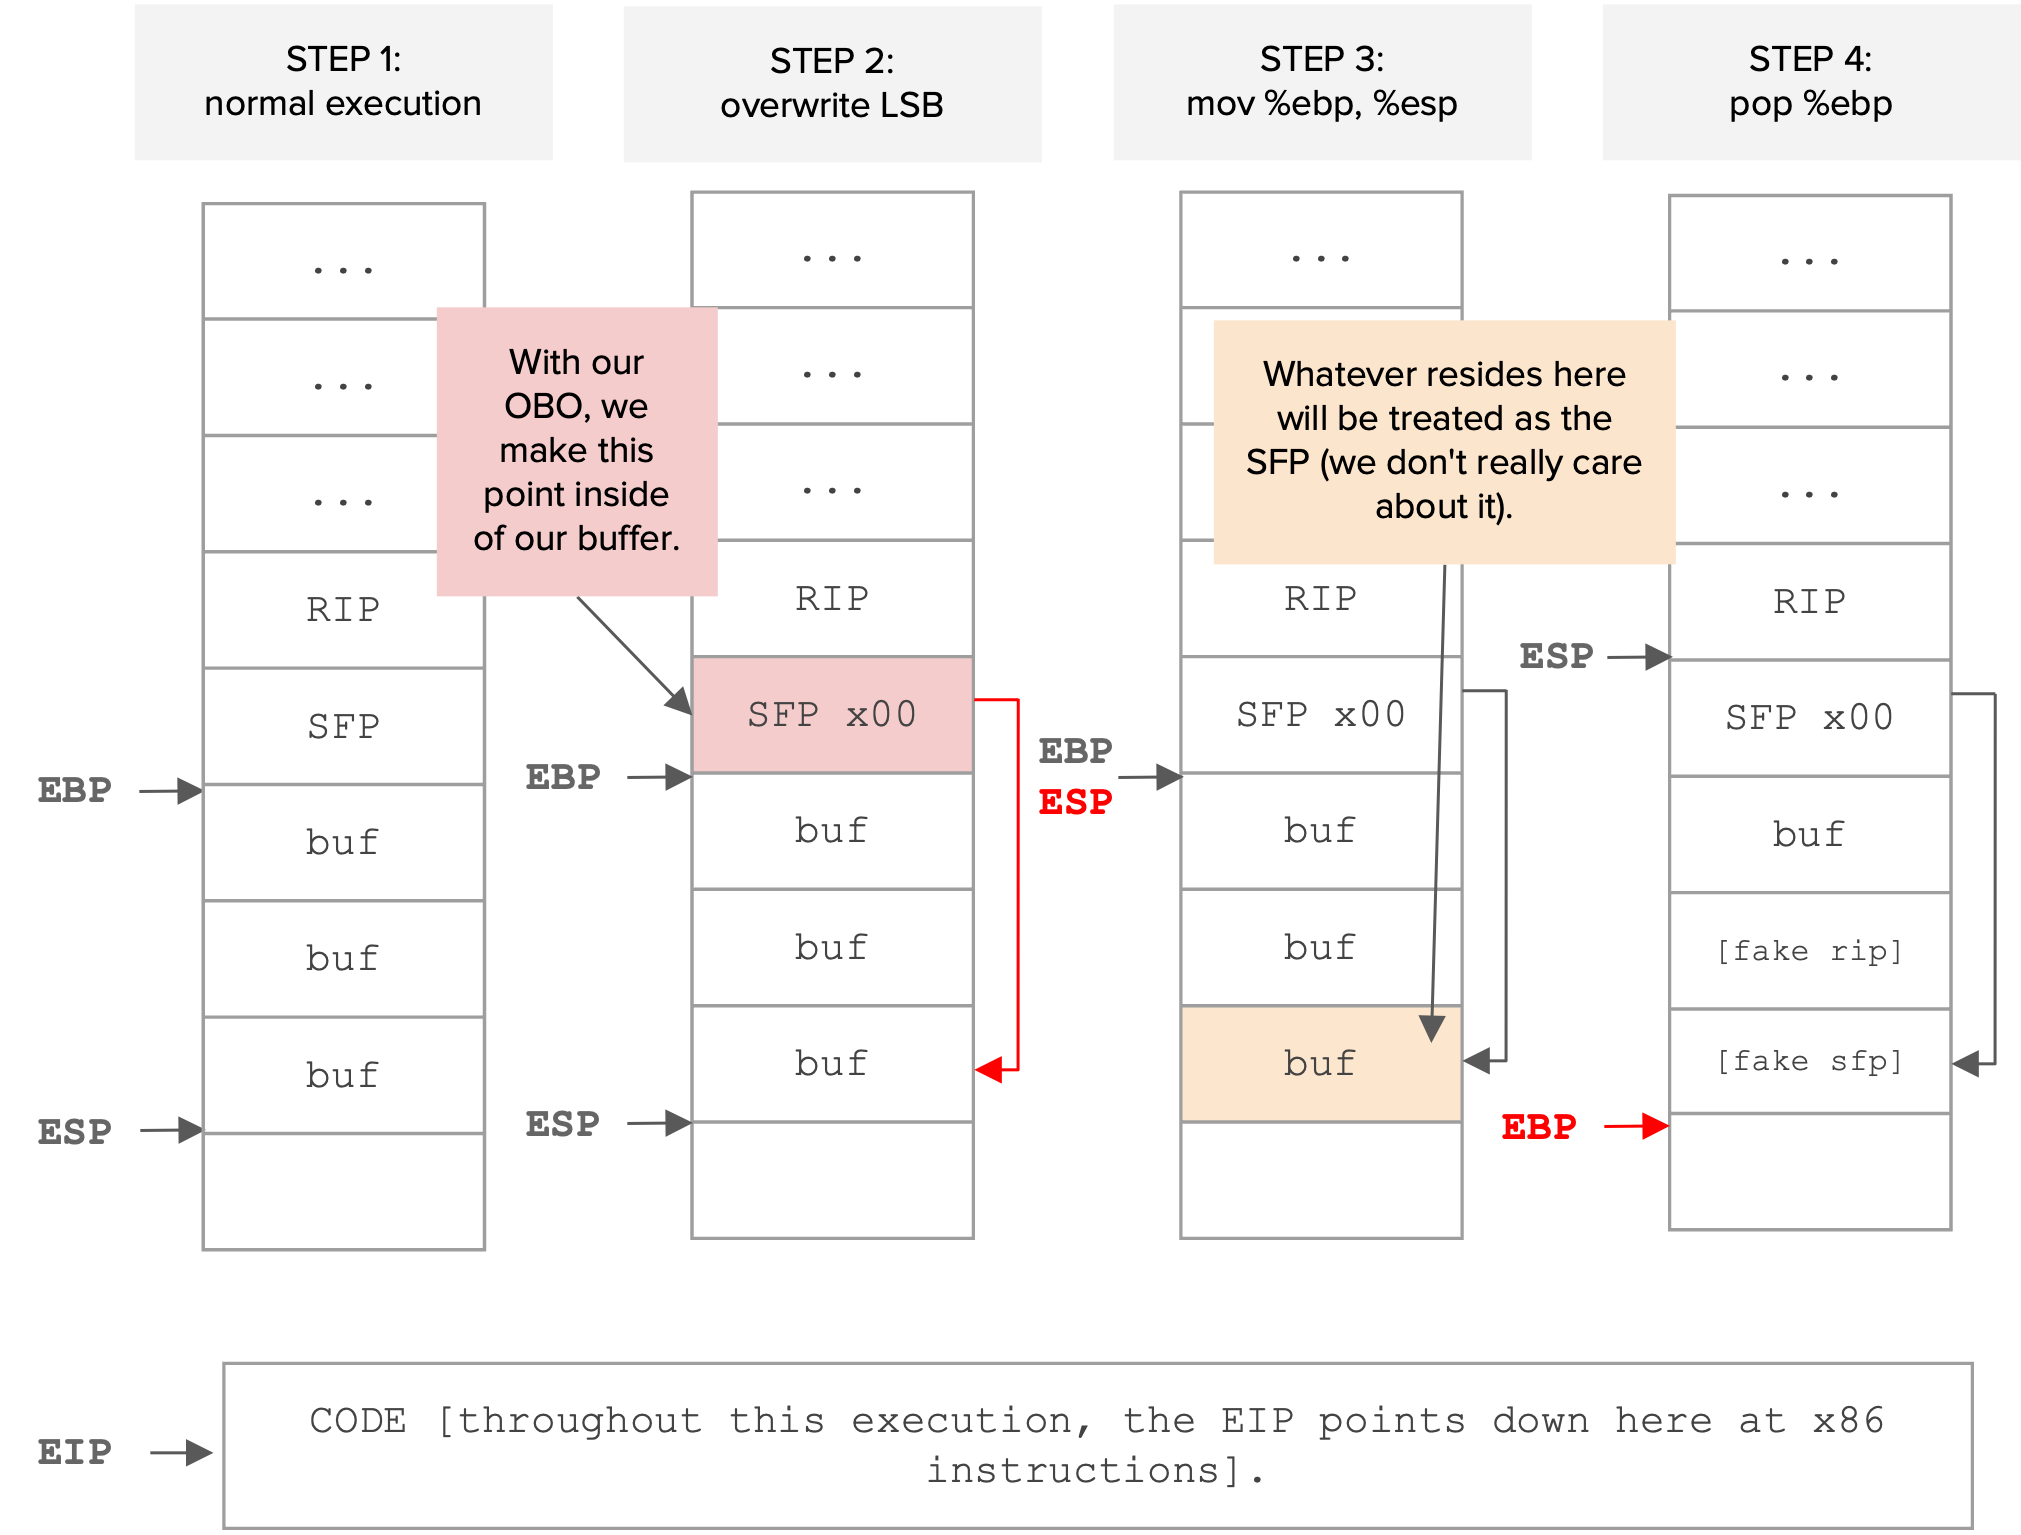 STEP 1:
normal execution
STEP 2:
overwrite LSB
STEP 3:
mov %ebp, %esp
STEP 4:
pop %ebp
...
...
...
RIP
SFP
EBP
buf
buf
buf
ESP
With our
OBO, we
make this
point inside
of our buffer.
...
...
...
RIP
SFP x00
EBP
buf
buf
buf
ESP
...
Whatever resides here
will be treated as the
SFP (we don't really care
about it).
RIP
SFP x00
EBP
ESP
buf
buf
buf
...
...
...
RIP
ESP
SFP x00
buf
[fake rip]
[fake sfp]
EBP
EIP
CODE [throughout this execution, the EIP points down here at x86
instructions].